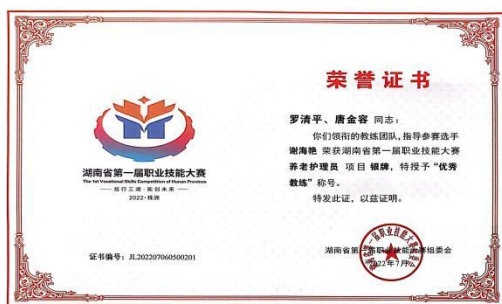 湖南省第一届职业技能大赛
The 1st Vocational Skills Competition of Hunan Province
技行三湘·能创未来
2022·株洲
证书编号：JL202207060500201
荣誉证书
罗清平、唐金容 同志：
你们领衔的教练团队，指导参赛选手
谢海艳 荣获湖南省第一届职业技能大赛
养老护理员 项目 银牌，特授予“优秀
教练”称号。
特发此证，以兹证明。
湖南省第一届职业技能大赛组委会
2022年7月